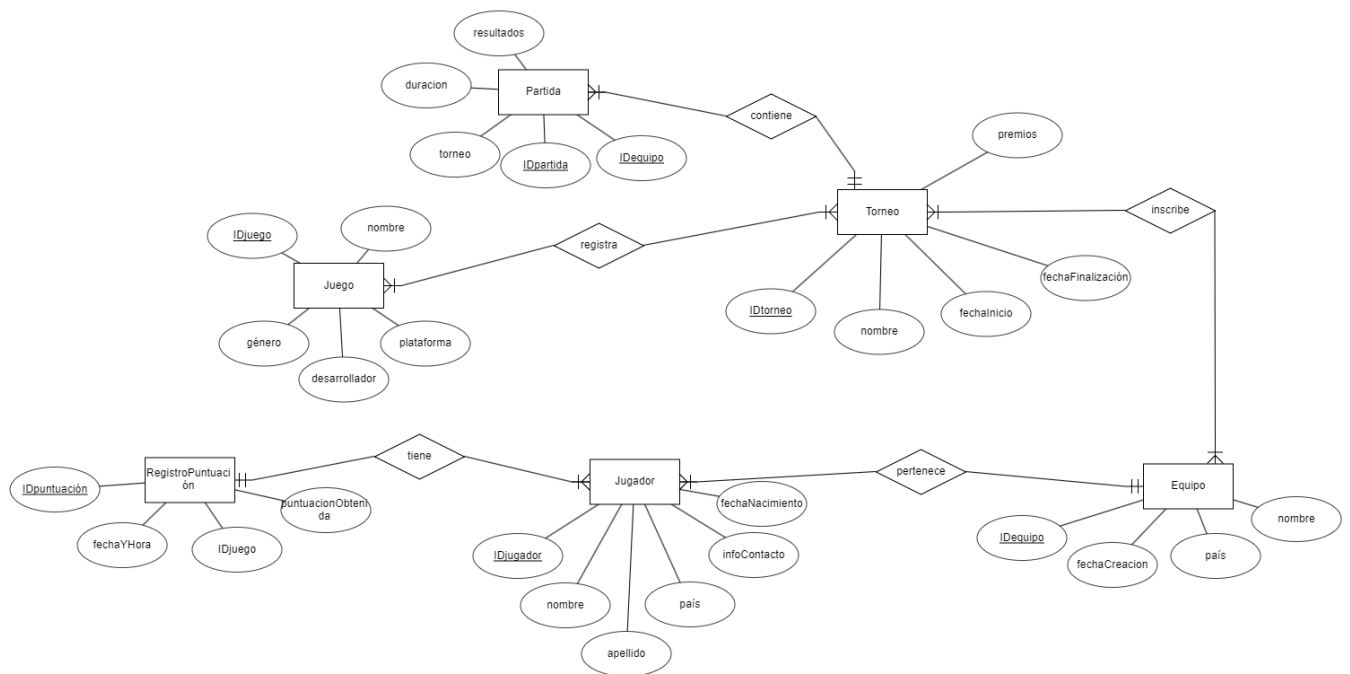 resultados
duracion
Partida
contiene
torneo
IDpartida
IDequipo
premios
Torneo
inscribe
IDjuego
nombre
registra
Juego
fechaFinalización
IDtorneo
nombre
fechaInicio
género
plataforma
desarrollador
tiene
pertenece
RegistroPuntuaci
ón
Jugador
Equipo
IDpuntuación
puntuacionObteni
da
fechaNacimiento
nombre
fechaYHora
IDjuego
IDjugador
infoContacto
IDequipo
fechaCreacion
país
nombre
país
apellido